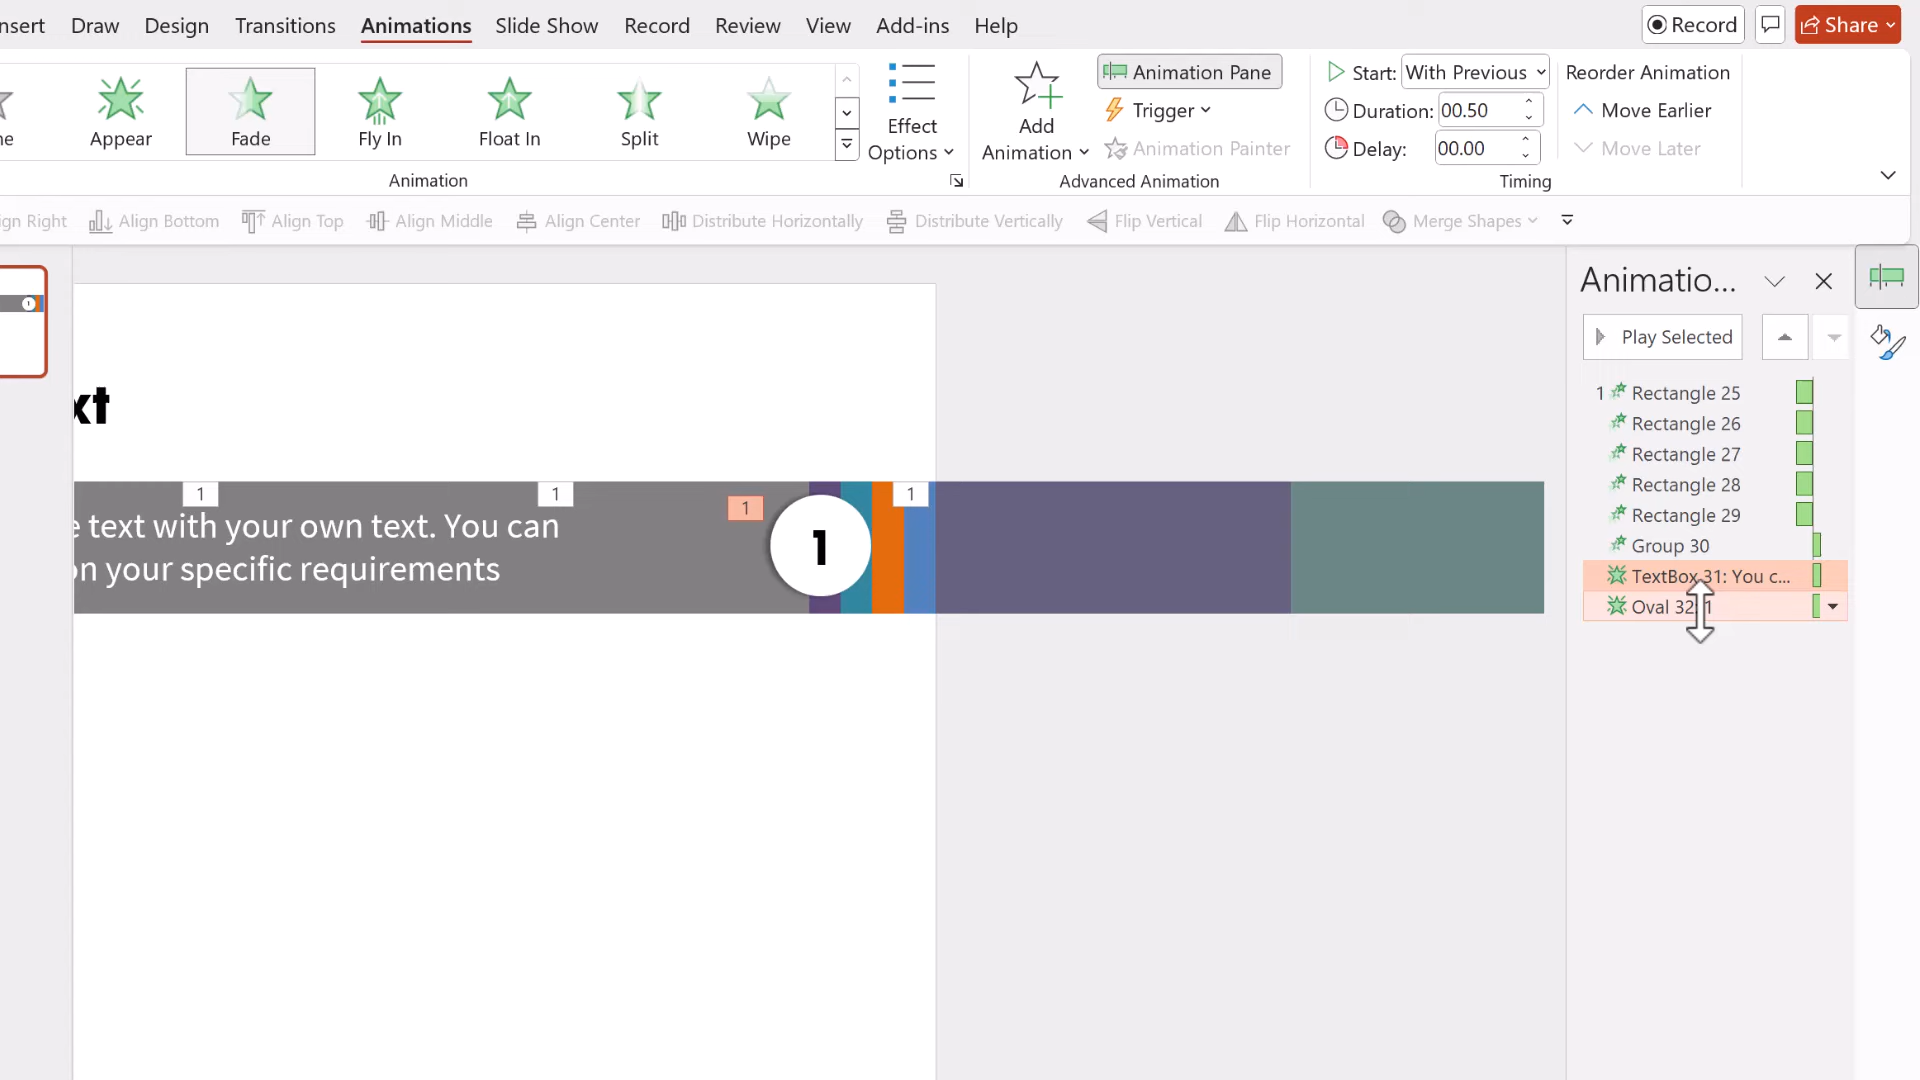 nsert Draw Design Transitions Animations Slide Show Record Review View Add-ins Help Record Share
ne Appear Fade Fly In Float In Split Wipe
Effect Options
Add Animation
Animation Pane
Trigger
Animation Painter
Start: With Previous
Duration: 00.50
Delay: 00.00
Reorder Animation
Move Earlier
Move Later
Animation Advanced Animation Timing
ign Right Align Bottom Align Top Align Middle Align Center Distribute Horizontally Distribute Vertically Flip Vertical Flip Horizontal Merge Shapes
1
xt
1 1 1 1
e text with your own text. You can
on your specific requirements
1
Animatio...
Play Selected
1 Rectangle 25
Rectangle 26
Rectangle 27
Rectangle 28
Rectangle 29
Group 30
TextBox 31: You c...
Oval 32: 1